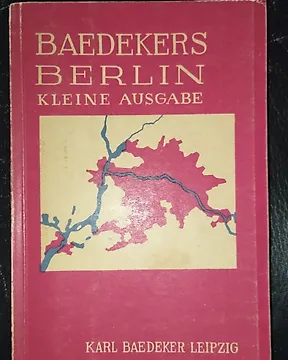 BAEDEKERS
BERLIN
KLEINE AUSGABE
KARL BAEDEKER LEIPZIG